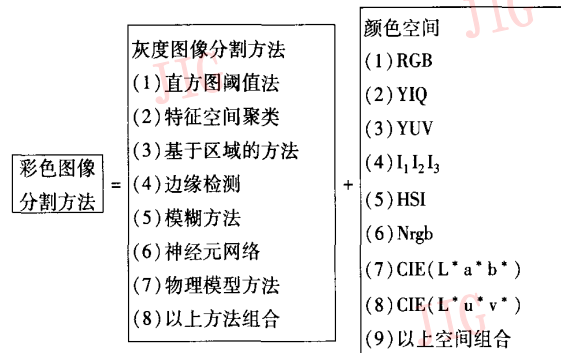 彩色图像
分割方法
=
灰度图像分割方法
(1)直方图阈值法
(2)特征空间聚类
(3)基于区域的方法
(4)边缘检测
(5)模糊方法
(6)神经元网络
(7)物理模型方法
(8)以上方法组合
+
颜色空间
(1)RGB
(2)YIQ
(3)YUV
(4)I₁I₂I₃
(5)HSI
(6)Nrgb
(7)CIE(L*a*b*)
(8)CIE(L*u*v*)
(9)以上空间组合
JIG
JIG
JIG